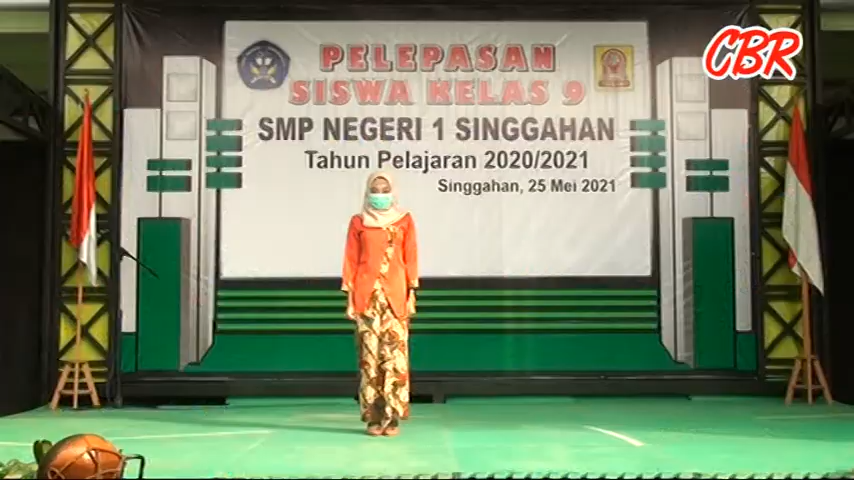 PELEPASAN
SISWA KELAS 9
SMP NEGERI 1 SINGGAHAN
Tahun Pelajaran 2020/2021
Singgahan, 25 Mei 2021
CBR